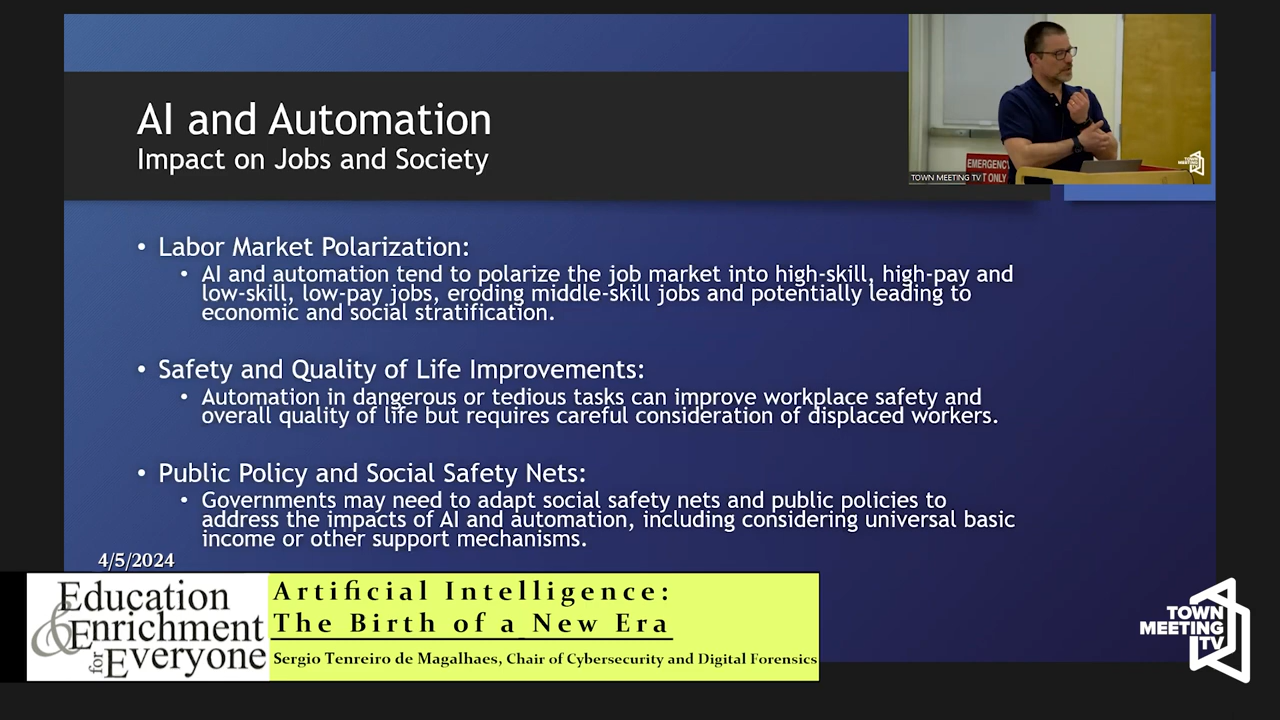 AI and Automation
Impact on Jobs and Society
EMERGENCY
TOWN MEETING TV
IT ONLY
• Labor Market Polarization:
• AI and automation tend to polarize the job market into high-skill, high-pay and
low-skill, low-pay jobs, eroding middle-skill jobs and potentially leading to
economic and social stratification.
• Safety and Quality of Life Improvements:
• Automation in dangerous or tedious tasks can improve workplace safety and
overall quality of life but requires careful consideration of displaced workers.
• Public Policy and Social Safety Nets:
• Governments may need to adapt social safety nets and public policies to
address the impacts of AI and automation, including considering universal basic
income or other support mechanisms.
4/5/2024
Education
& Enrichment
for Everyone
Artificial Intelligence:
The Birth of a New Era
Sergio Tenreiro de Magalhaes, Chair of Cybersecurity and Digital Forensics
TOWN
MEETING
TV